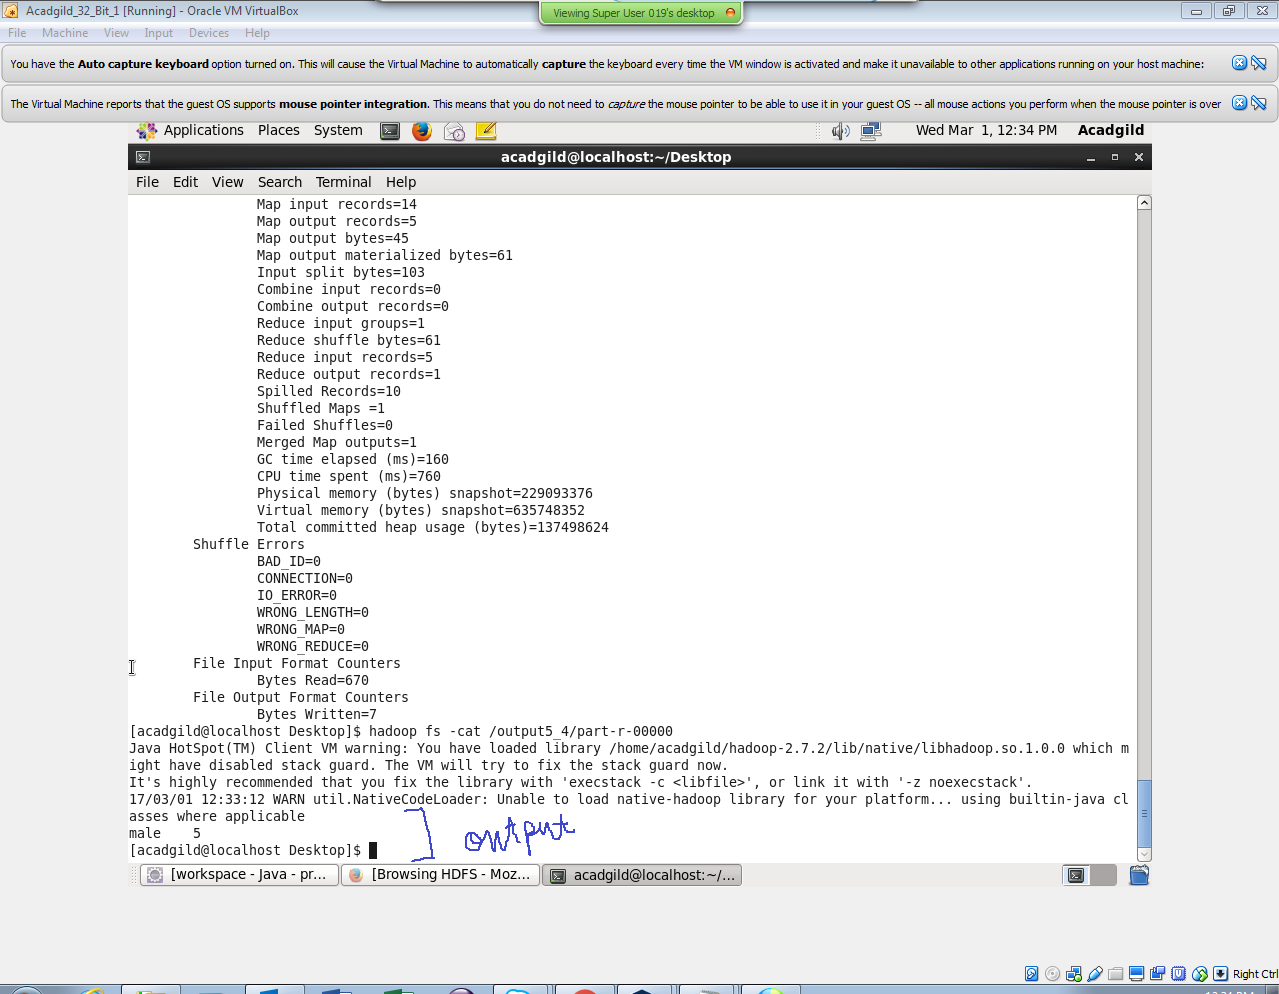 Acadgild_32_Bit_1 [Running] - Oracle VM VirtualBox
Viewing Super User 019's desktop
File Machine View Input Devices Help
You have the Auto capture keyboard option turned on. This will cause the Virtual Machine to automatically capture the keyboard every time the VM window is activated and make it unavailable to other applications running on your host machine:
The Virtual Machine reports that the guest OS supports mouse pointer integration. This means that you do not need to capture the mouse pointer to be able to use it in your guest OS -- all mouse actions you perform when the mouse pointer is over
Applications Places System Wed Mar 1, 12:34 PM Acadgild
acadgild@localhost:~/Desktop
File Edit View Search Terminal Help
Map input records=14
Map output records=5
Map output bytes=45
Map output materialized bytes=61
Input split bytes=103
Combine input records=0
Combine output records=0
Reduce input groups=1
Reduce shuffle bytes=61
Reduce input records=5
Reduce output records=1
Spilled Records=10
Shuffled Maps =1
Failed Shuffles=0
Merged Map outputs=1
GC time elapsed (ms)=160
CPU time spent (ms)=760
Physical memory (bytes) snapshot=229093376
Virtual memory (bytes) snapshot=635748352
Total committed heap usage (bytes)=137498624
Shuffle Errors
BAD_ID=0
CONNECTION=0
IO_ERROR=0
WRONG_LENGTH=0
WRONG_MAP=0
WRONG_REDUCE=0
File Input Format Counters
Bytes Read=670
File Output Format Counters
Bytes Written=7
[acadgild@localhost Desktop]$ hadoop fs -cat /output5_4/part-r-00000
Java HotSpot(TM) Client VM warning: You have loaded library /home/acadgild/hadoop-2.7.2/lib/native/libhadoop.so.1.0.0 which m
ight have disabled stack guard. The VM will try to fix the stack guard now.
It's highly recommended that you fix the library with 'execstack -c <libfile>', or link it with '-z noexecstack'.
17/03/01 12:33:12 WARN util.NativeCodeLoader: Unable to load native-hadoop library for your platform... using builtin-java cl
asses where applicable
male 5
output
[acadgild@localhost Desktop]$
[workspace - Java - pr... [Browsing HDFS - Moz... acadgild@localhost:~/...
Right Ctrl